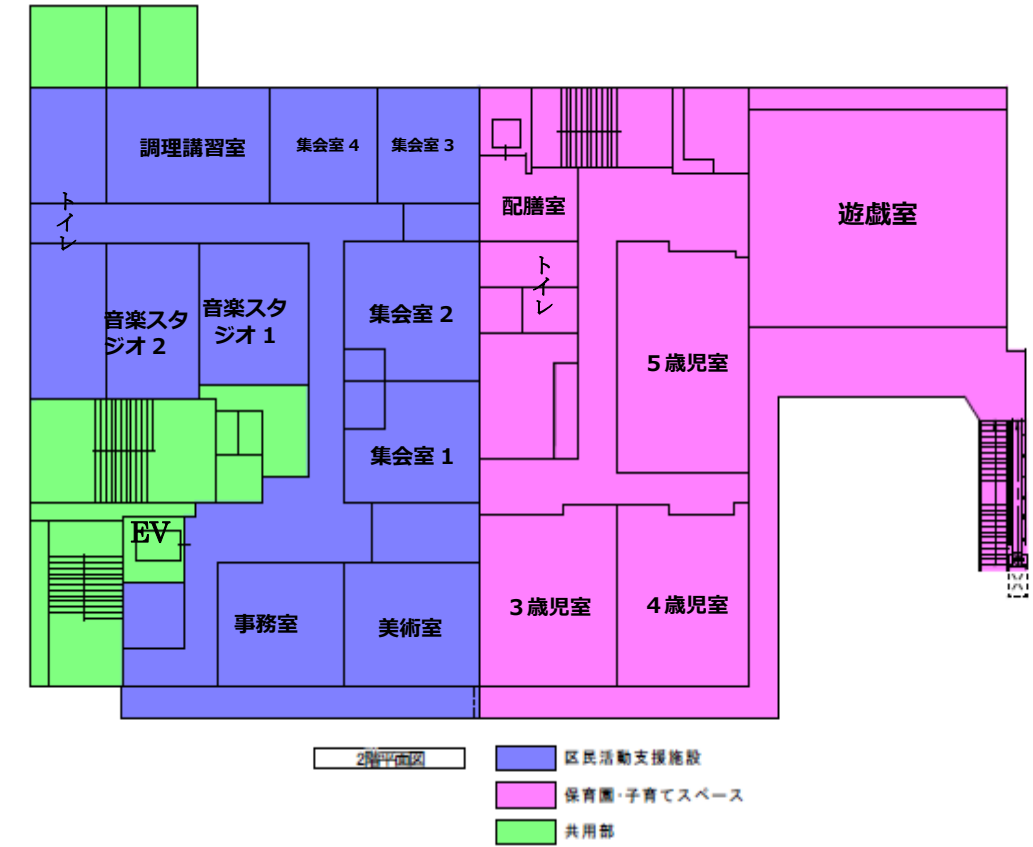 調理講習室
集会室４
集会室３
トイレ
配膳室
遊戯室
トイレ
音楽スタ
ジオ２
音楽スタ
ジオ１
集会室２
５歳児室
集会室１
EV
事務室
美術室
３歳児室
４歳児室
2階平面図
区民活動支援施設
保育園･子育てスペース
共用部